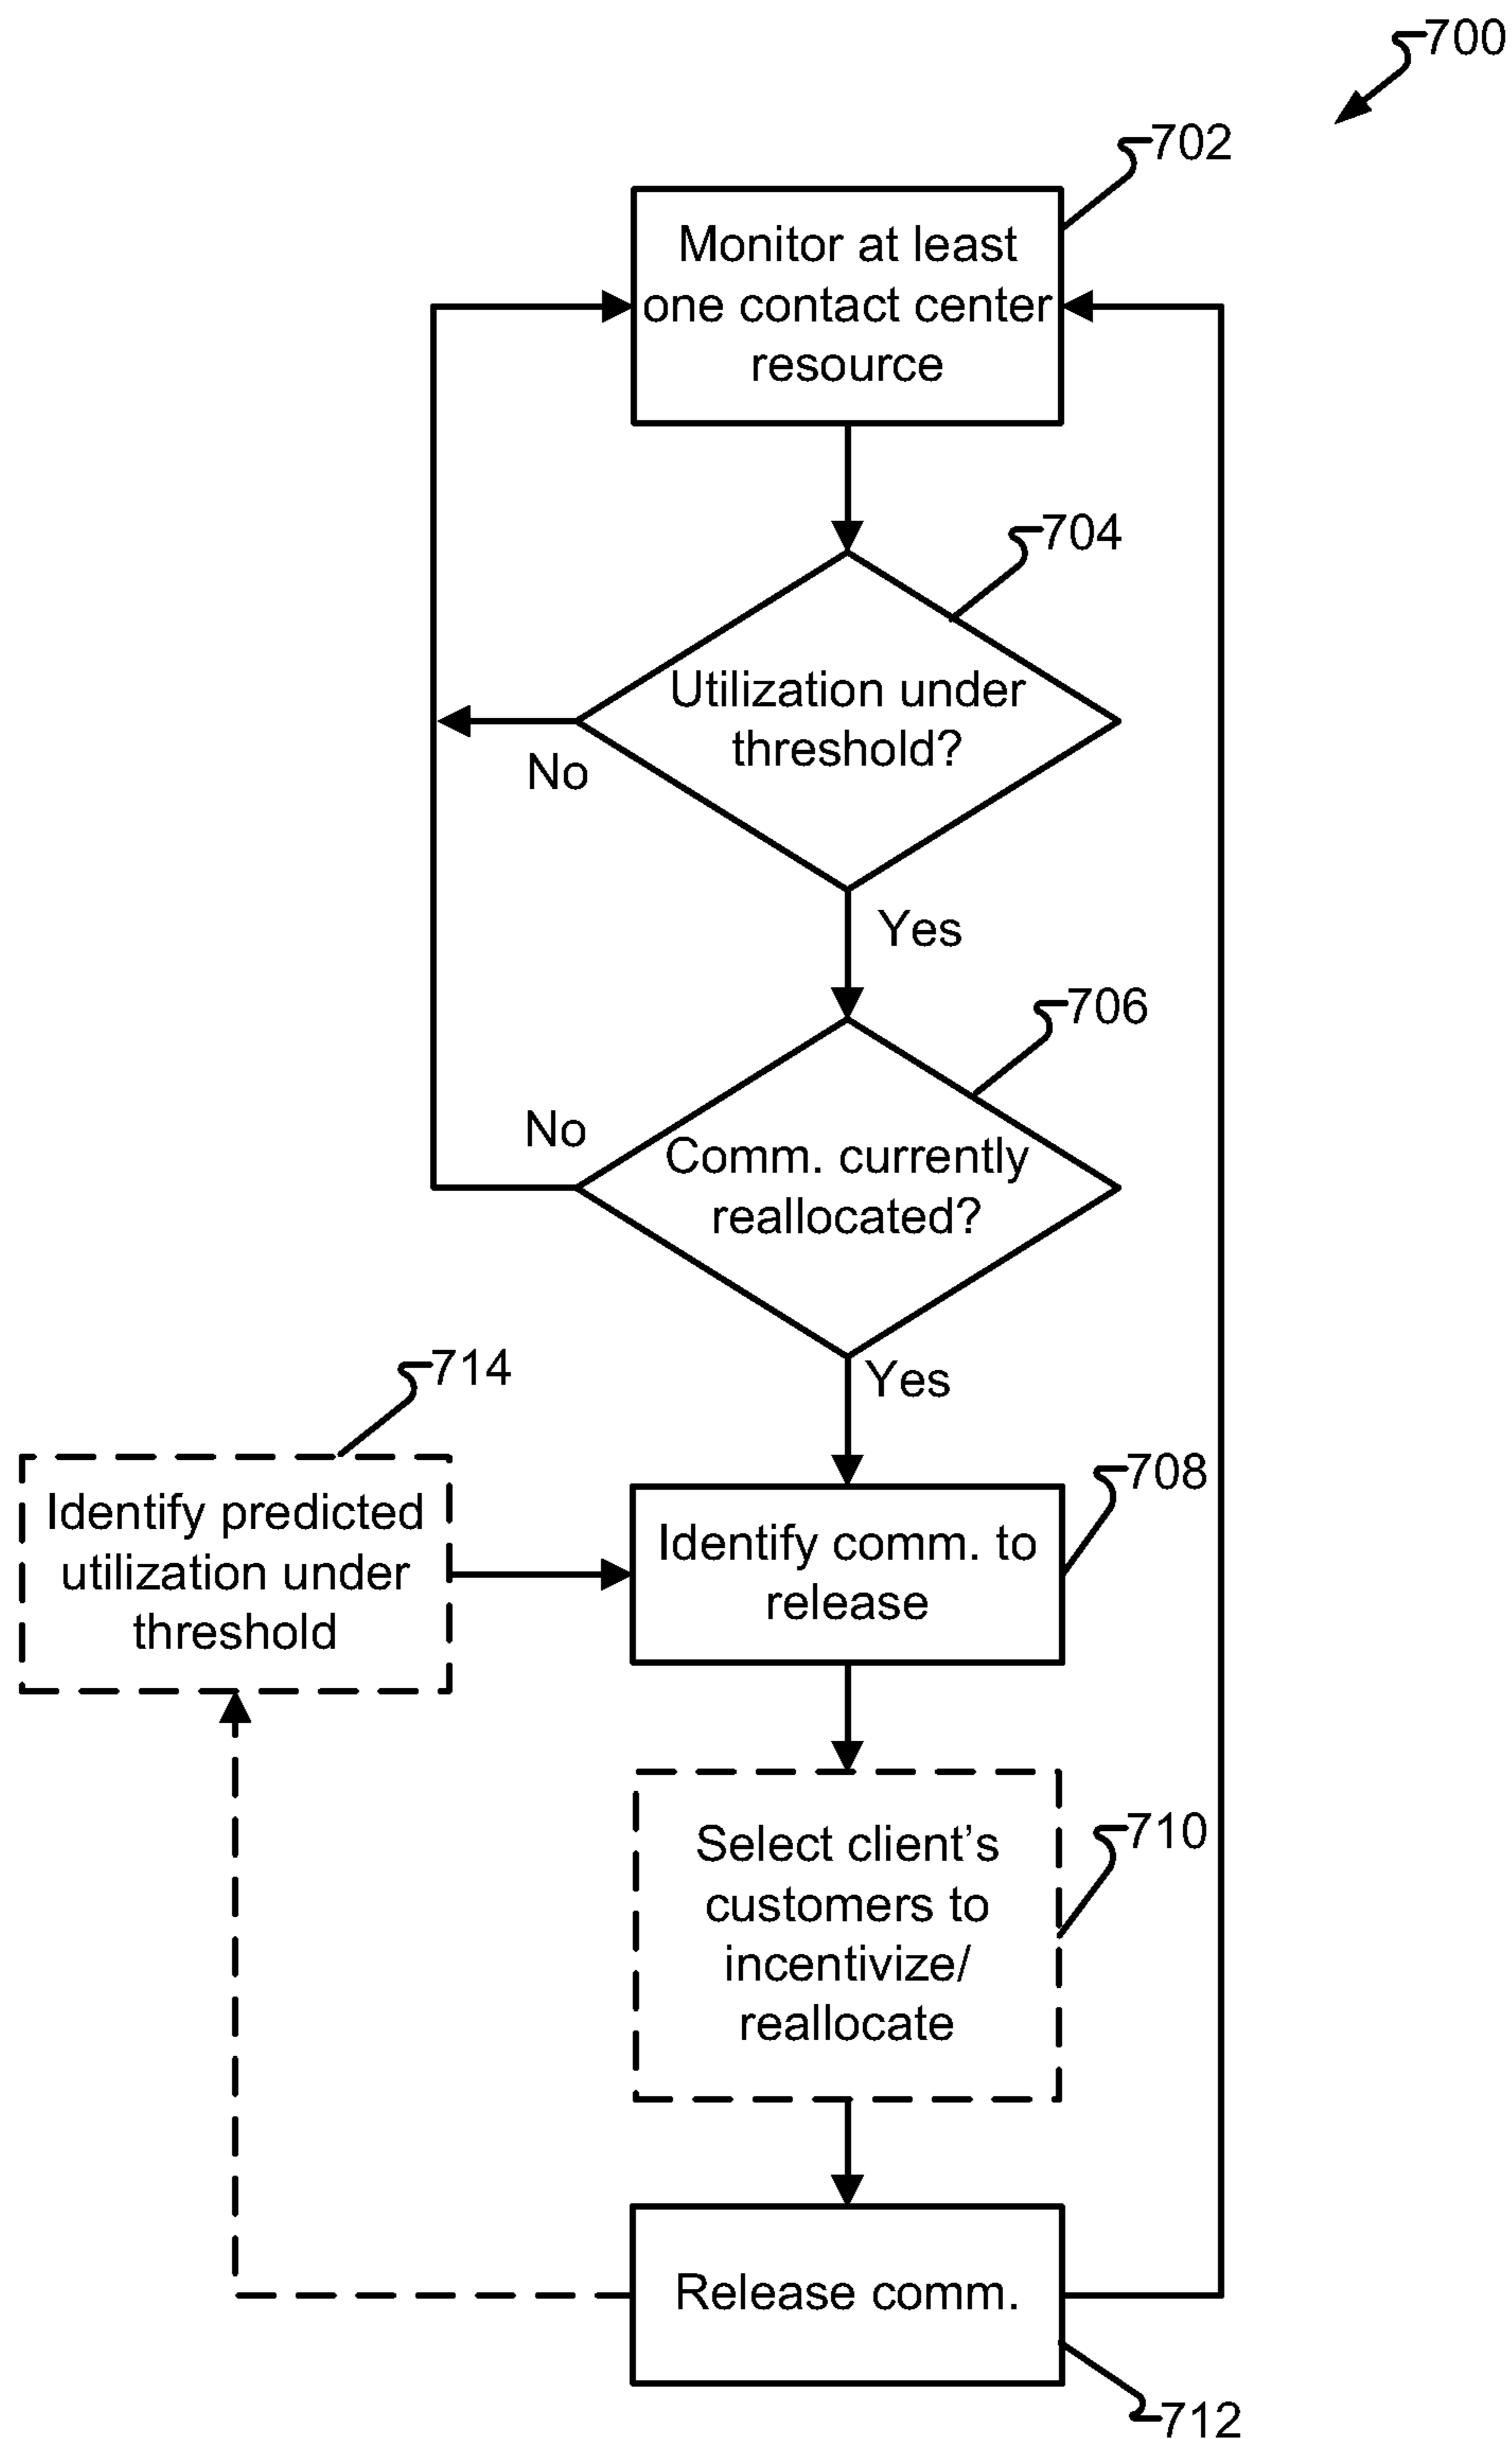 700
702
Monitor at least
one contact center
resource
704
Utilization under
threshold?
No
Yes
706
No
Comm. currently
reallocated?
Yes
714
Identify predicted
utilization under
threshold
708
Identify comm. to
release
710
Select client's
customers to
incentivize/
reallocate
Release comm.
712